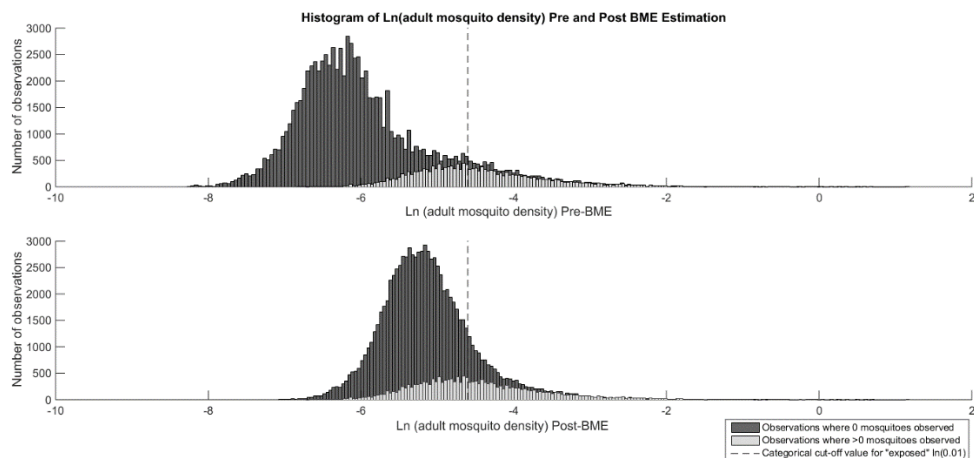 Histogram of Ln(adult mosquito density) Pre and Post BME Estimation
Number of observations
3000
2500
2000
1500
1000
500
0
-10 -8 -6 -4 -2 0 2
Ln (adult mosquito density) Pre-BME
Number of observations
3000
2500
2000
1500
1000
500
0
-10 -8 -6 -4 -2 0 2
Ln (adult mosquito density) Post-BME
Observations where 0 mosquitoes observed
Observations where >0 mosquitoes observed
Categorical cut-off value for "exposed" ln(0.01)